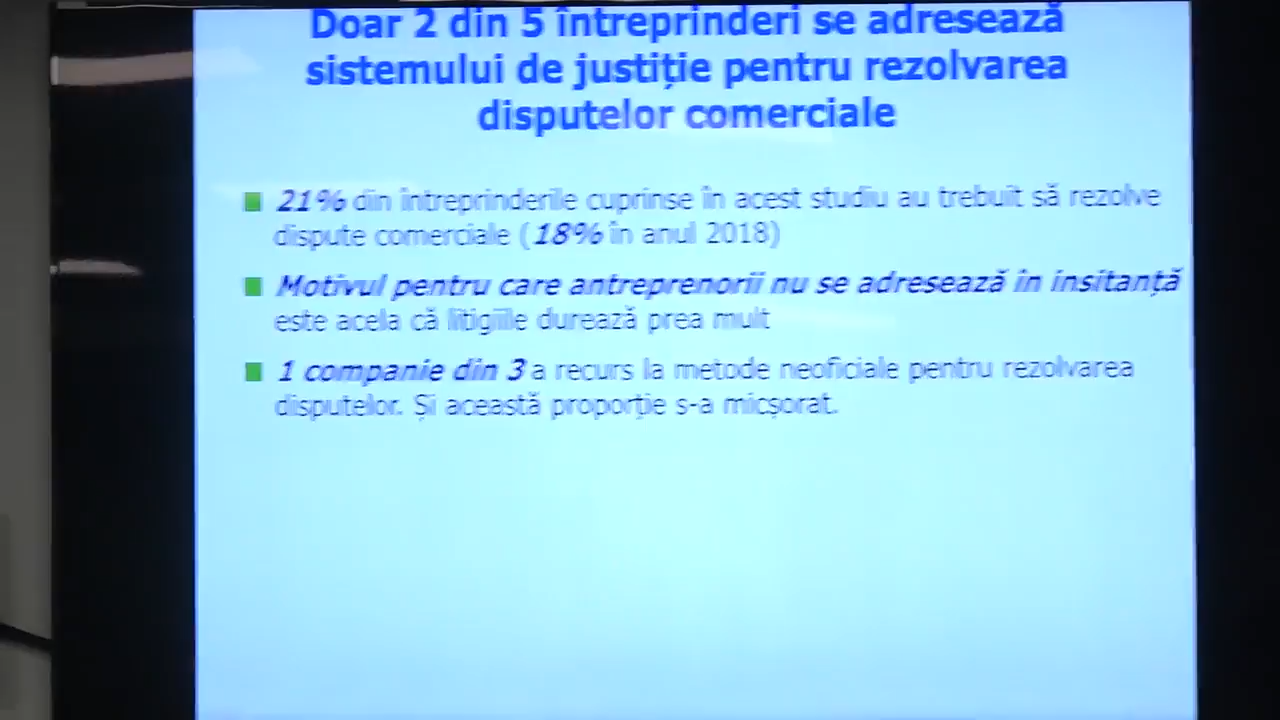 Doar 2 din 5 întreprinderi se adresează
sistemului de justiție pentru rezolvarea
disputelor comerciale
21% din întreprinderile cuprinse în acest studiu au trebuit să rezolve
dispute comerciale (18% în anul 2018)
Motivul pentru care antreprenorii nu se adresează în insitanță
este acela că litigiile durează prea mult
1 companie din 3 a recurs la metode neoficiale pentru rezolvarea
disputelor. Și această proporție s-a micșorat.